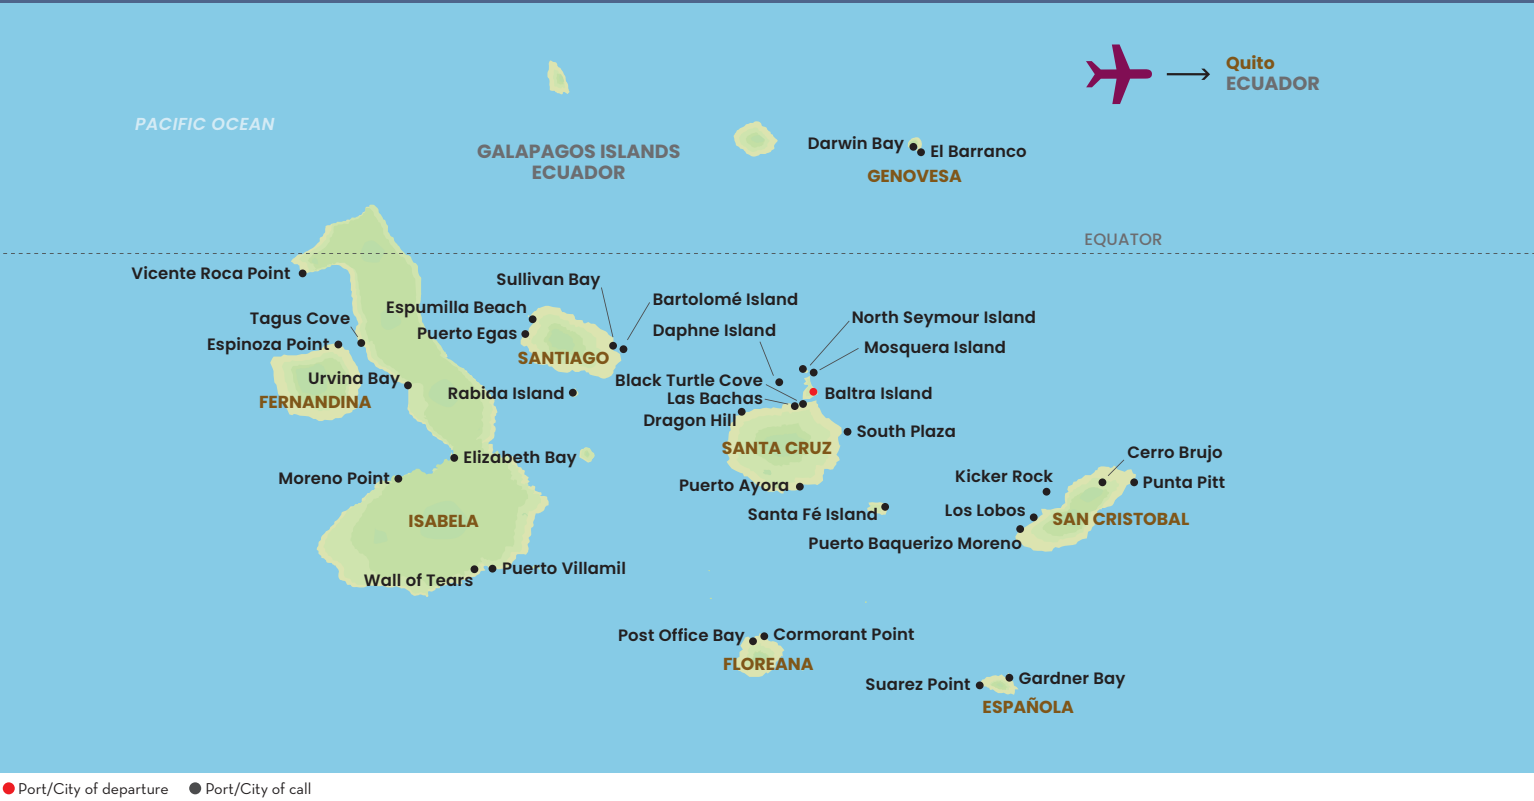 Quito
ECUADOR
PACIFIC OCEAN
GALAPAGOS ISLANDS
ECUADOR
Darwin Bay
El Barranco
GENOVESA
EQUATOR
Vicente Roca Point
Sullivan Bay
Bartolomé Island
Espumilla Beach
North Seymour Island
Tagus Cove
Daphne Island
Puerto Egas
Espinoza Point
Mosquera Island
SANTIAGO
Urvina Bay
Black Turtle Cove
Rabida Island
Baltra Island
Las Bachas
FERNANDINA
Dragon Hill
South Plaza
SANTA CRUZ
Cerro Brujo
Elizabeth Bay
Moreno Point
Kicker Rock
Punta Pitt
Puerto Ayora
Santa Fé Island
Los Lobos
SAN CRISTOBAL
ISABELA
Puerto Baquerizo Moreno
Puerto Villamil
Wall of Tears
Post Office Bay
Cormorant Point
FLOREANA
Suarez Point
Gardner Bay
ESPAÑOLA
Port/City of departure
Port/City of call